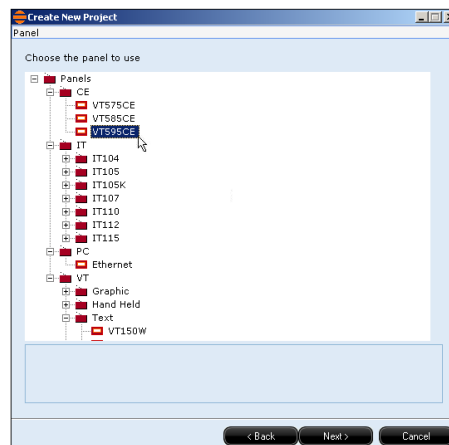 Create New Project
Panel
Choose the panel to use
Panels
CE
VT575CE
VT585CE
VT595CE
IT
IT104
IT105
IT105K
IT107
IT110
IT112
IT115
PC
Ethernet
VT
Graphic
Hand Held
Text
VT150W
< Back Next > Cancel